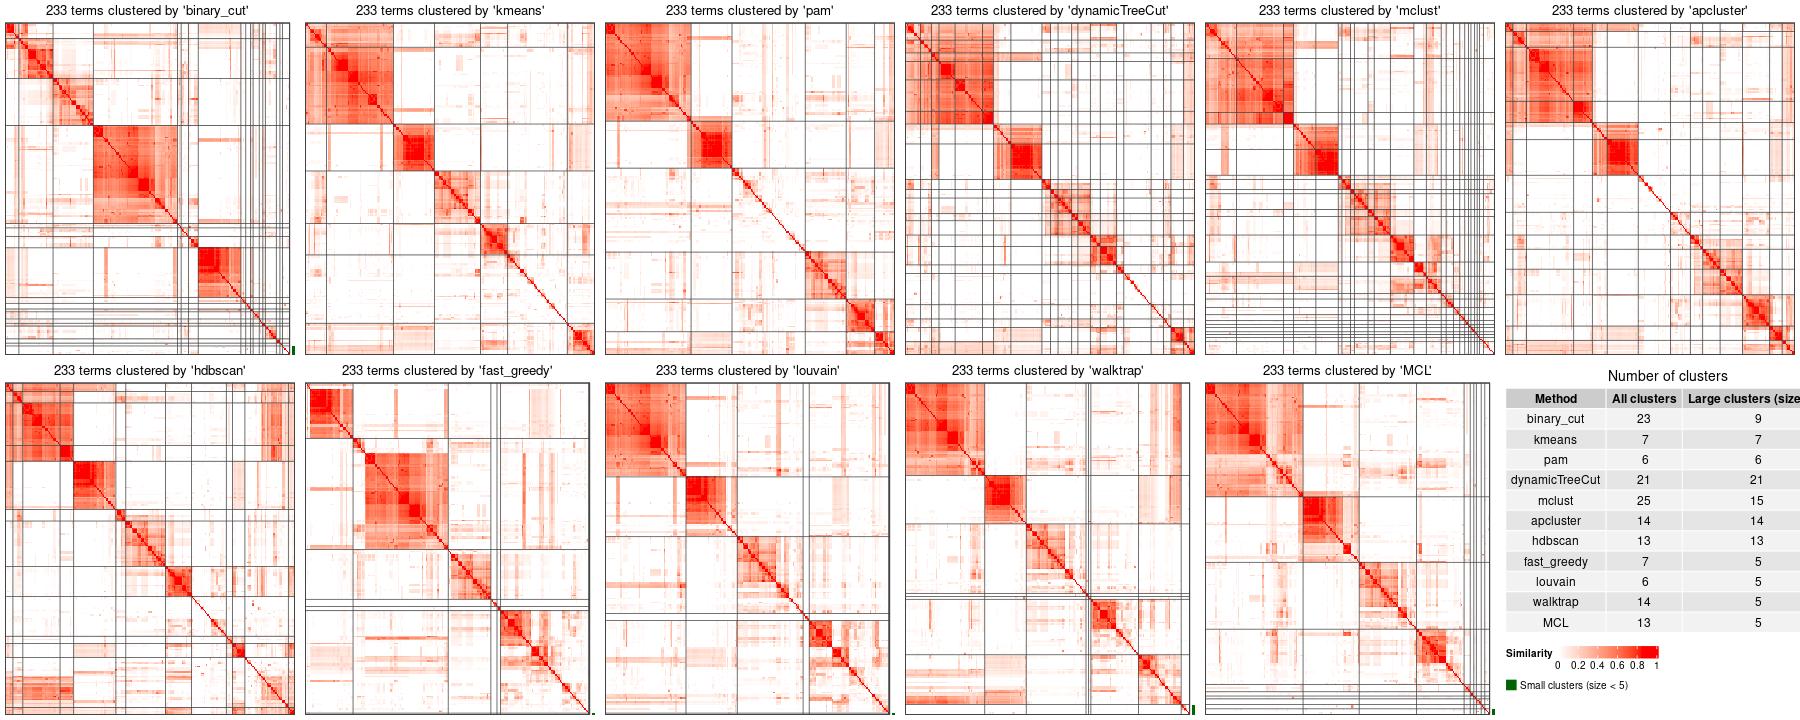 233 terms clustered by 'binary_cut'
233 terms clustered by 'kmeans'
233 terms clustered by 'pam'
233 terms clustered by 'dynamicTreeCut'
233 terms clustered by 'mclust'
233 terms clustered by 'apcluster'
233 terms clustered by 'hdbscan'
233 terms clustered by 'fast_greedy'
233 terms clustered by 'louvain'
233 terms clustered by 'walktrap'
233 terms clustered by 'MCL'
Number of clusters
Method All clusters Large clusters (size
binary_cut 23 9
kmeans 7 7
pam 6 6
dynamicTreeCut 21 21
mclust 25 15
apcluster 14 14
hdbscan 13 13
fast_greedy 7 5
louvain 6 5
walktrap 14 5
MCL 13 5
Similarity
0 0.2 0.4 0.6 0.8 1
Small clusters (size < 5)